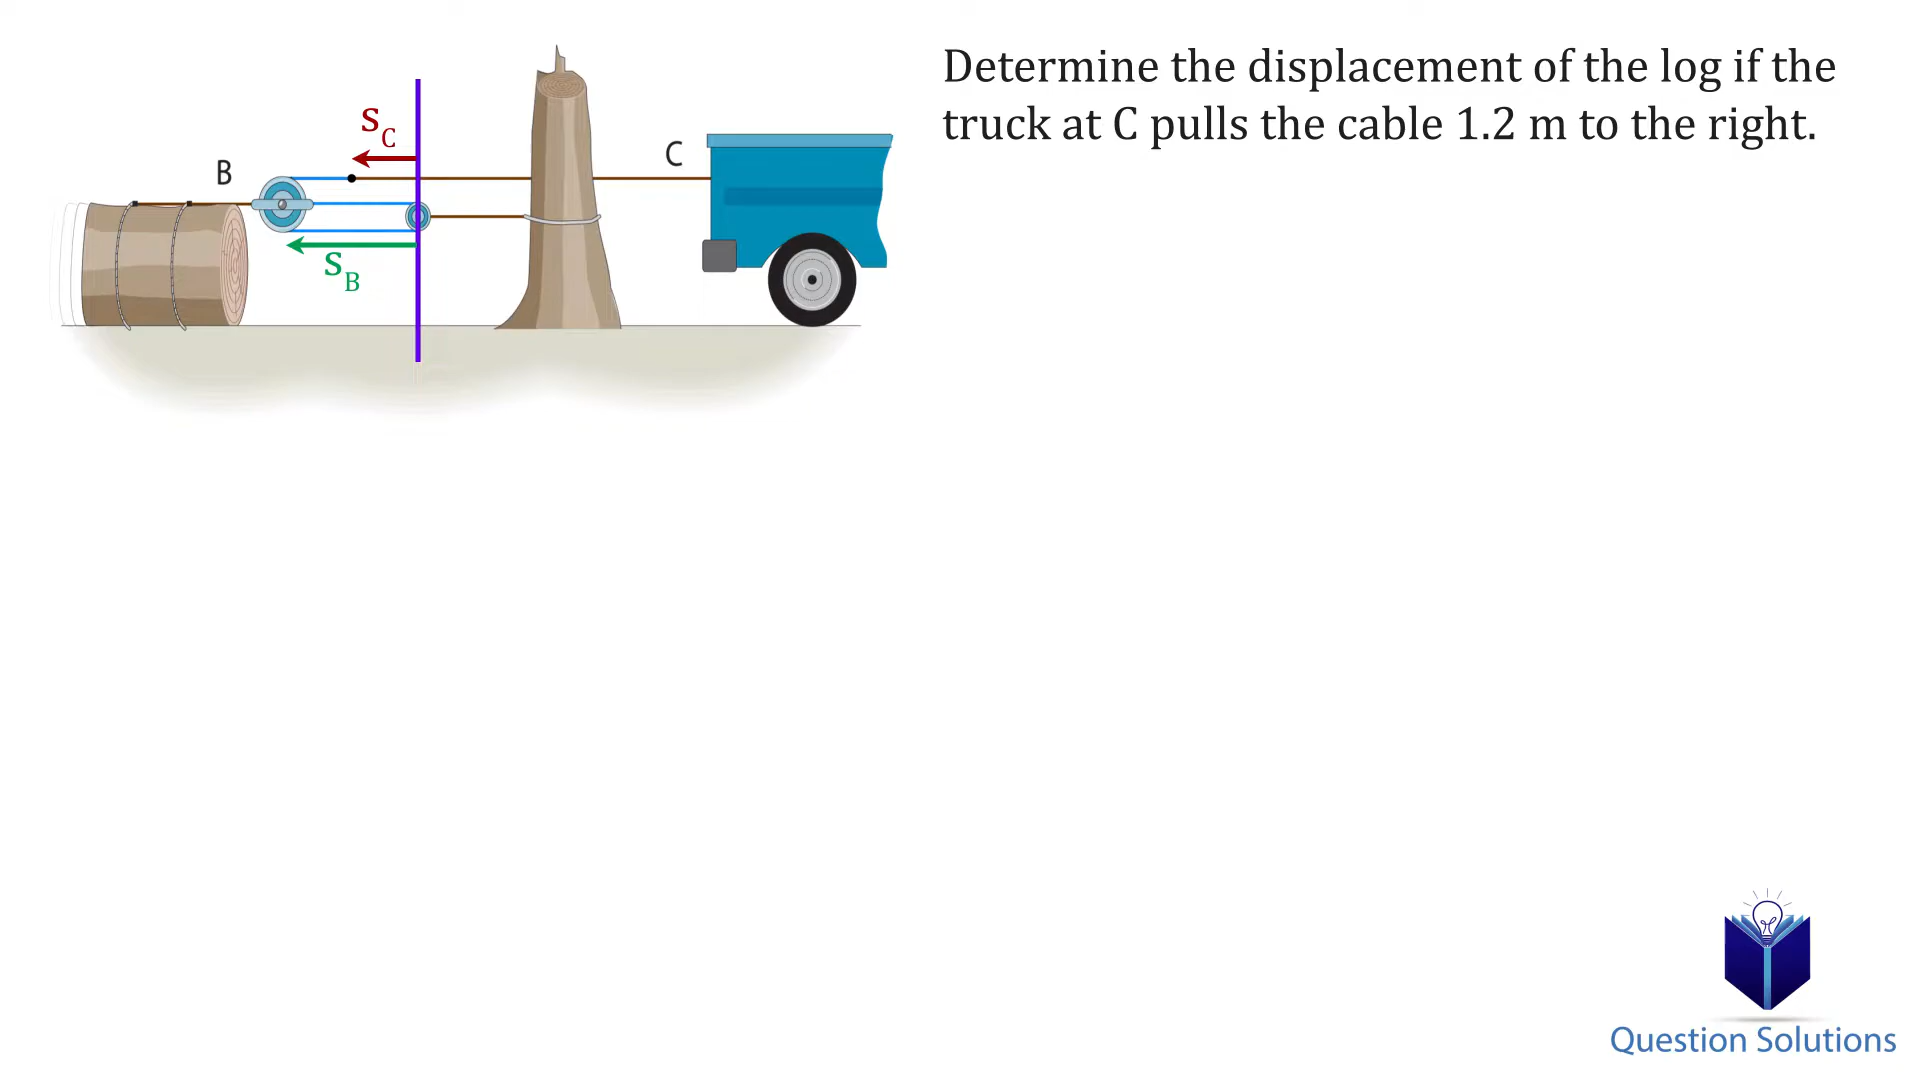 Determine the displacement of the log if the
truck at C pulls the cable 1.2 m to the right.
S_C
B
C
S_B
Question Solutions